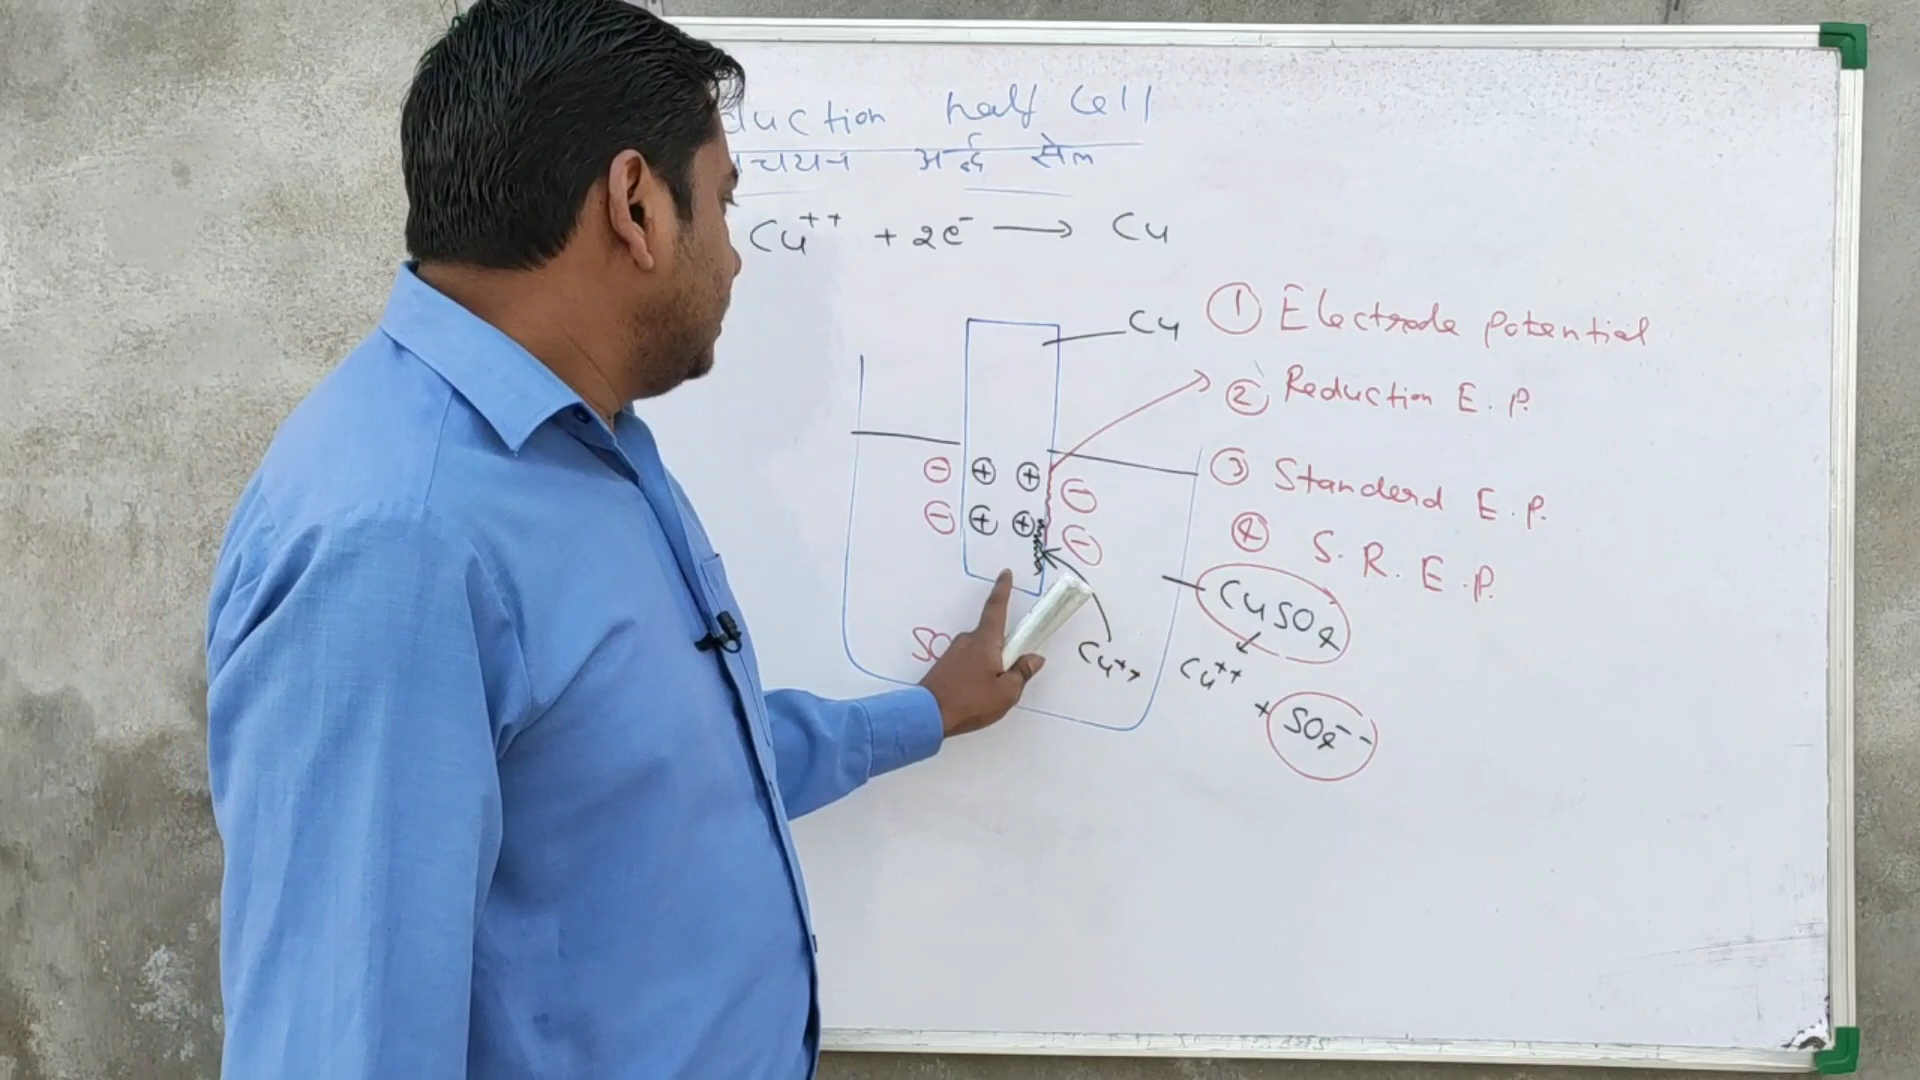 duction half Cell
चयन अर्द्ध सेल
Cu++ + 2e- → Cu
Cu
① Electrode Potential
② Reduction E.P.
③ Standerd E.P.
④ S.R.E.P.
⊖ ⊕ ⊕ ⊖
⊖ ⊕ ⊕ ⊖
CuSO4
SO
Cu++
Cu++
+ SO4--